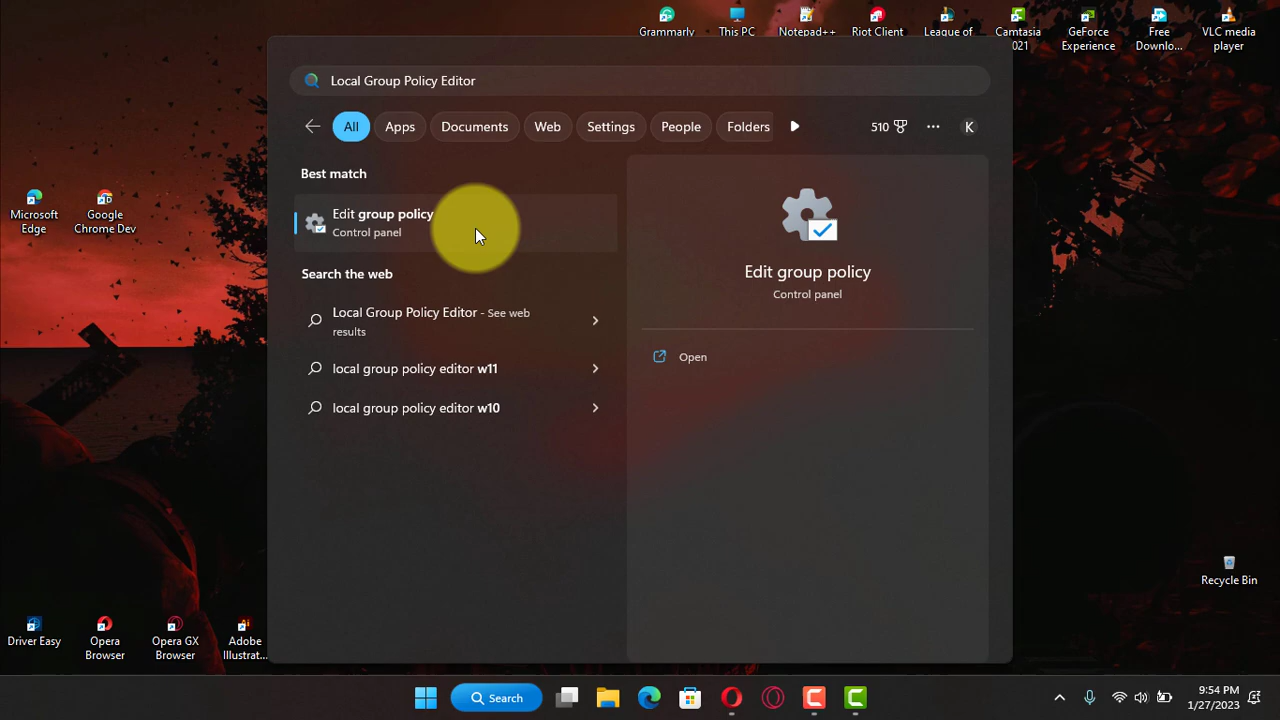 Grammarly
This PC
Notepad++
Riot Client
League of
Camtasia
021
GeForce
Experience
Free
Downlo...
VLC media
player
Local Group Policy Editor
All
Apps
Documents
Web
Settings
People
Folders
510
K
Best match
Edit group policy
Control panel
Search the web
Local Group Policy Editor - See web
results
local group policy editor w11
local group policy editor w10
Edit group policy
Control panel
Open
Microsoft
Edge
Google
Chrome Dev
Recycle Bin
Driver Easy
Opera
Browser
Opera GX
Browser
Adobe
Illustrat...
Search
9:54 PM
1/27/2023